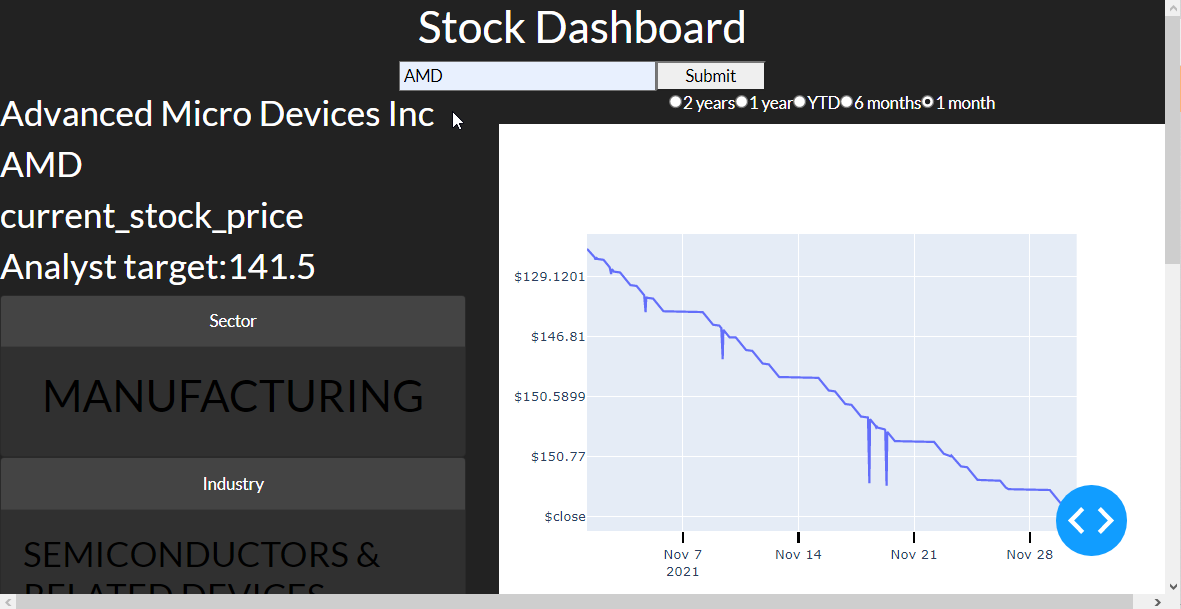 Stock Dashboard
AMD
Submit
2 years 1 year YTD 6 months 1 month
Advanced Micro Devices Inc
AMD
current_stock_price
Analyst target:141.5
Sector
MANUFACTURING
Industry
SEMICONDUCTORS &
RELATED DEVICES
$129.1201
$146.81
$150.5899
$150.77
$close
Nov 7
2021
Nov 14
Nov 21
Nov 28